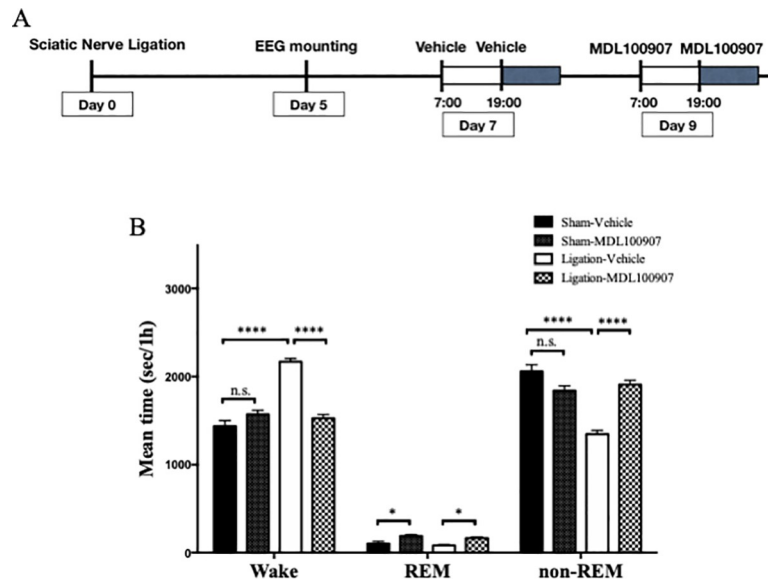 A
Sciatic Nerve Ligation
EEG mounting
Vehicle Vehicle
MDL100907 MDL100907
7:00 19:00
7:00 19:00
Day 0
Day 5
Day 7
Day 9
B
Sham-Vehicle
Sham-MDL100907
Ligation-Vehicle
Ligation-MDL100907
Mean time (sec/1h)
3000
2000
1000
0
**** ****
n.s.
* *
**** ****
n.s.
Wake REM non-REM